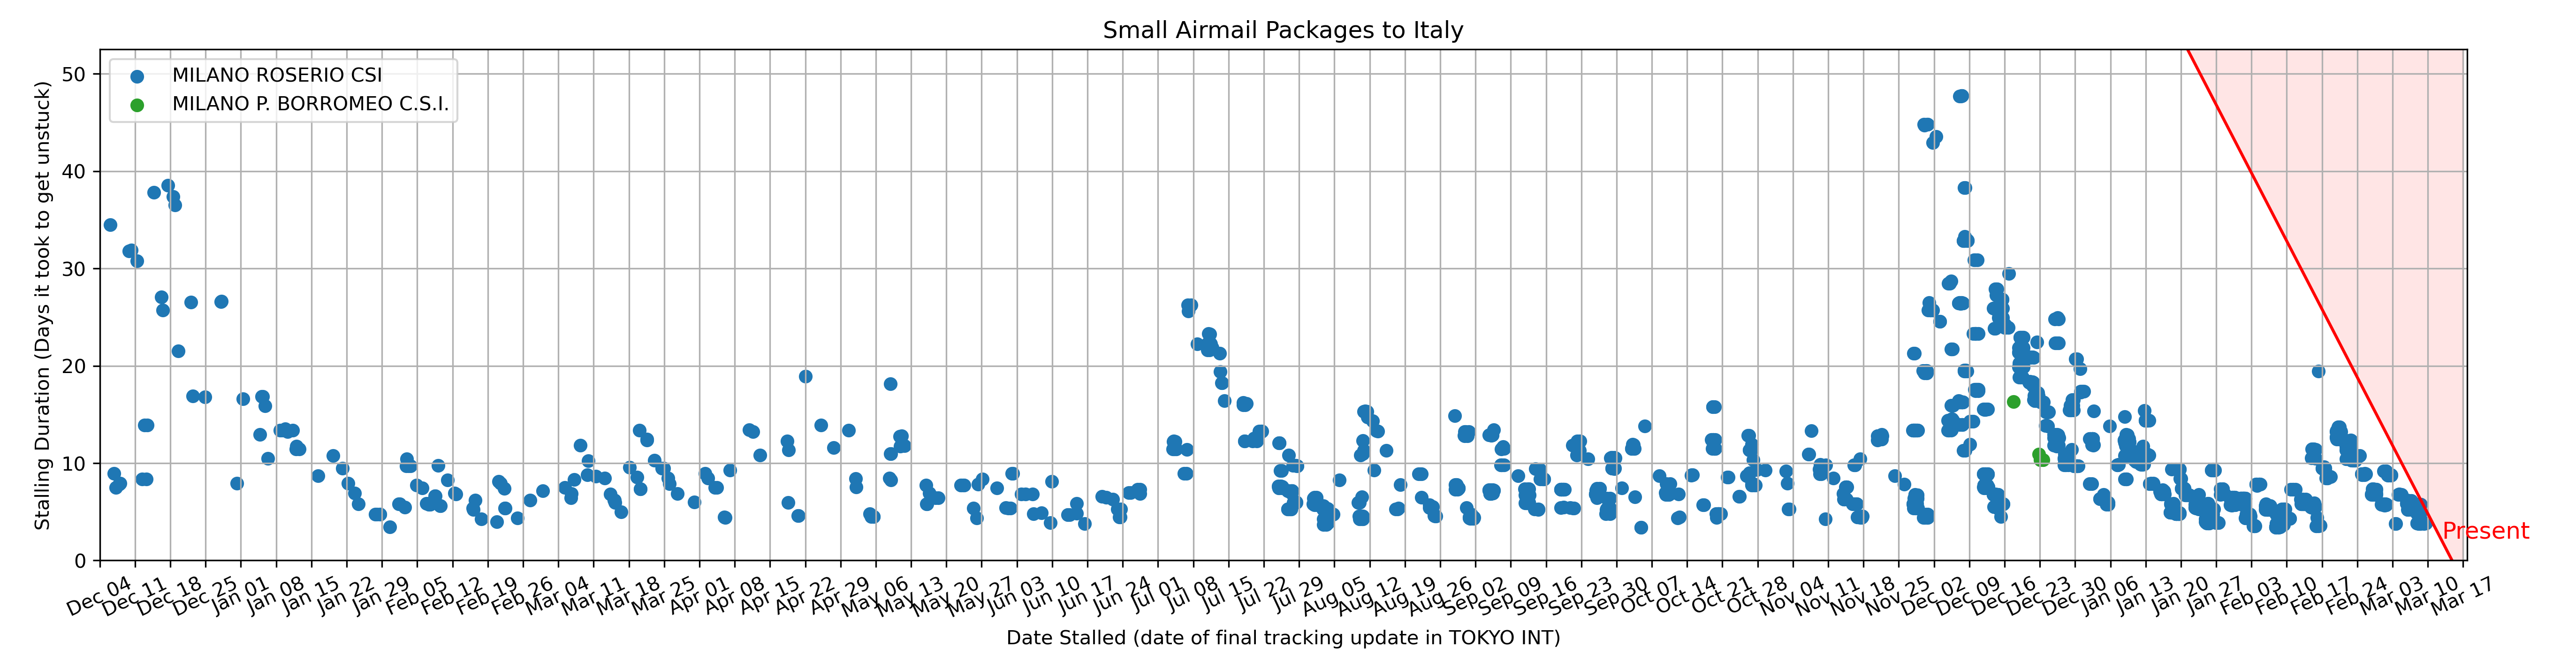 Small Airmail Packages to Italy
MILANO ROSERIO CSI
MILANO P. BORROMEO C.S.I.
Stalling Duration (Days it took to get unstuck)
50
40
30
20
10
0
Present
Dec 04
Dec 11
Dec 18
Dec 25
Jan 01
Jan 08
Jan 15
Jan 22
Jan 29
Feb 05
Feb 12
Feb 19
Feb 26
Mar 04
Mar 11
Mar 18
Mar 25
Apr 01
Apr 08
Apr 15
Apr 22
Apr 29
May 06
May 13
May 20
May 27
Jun 03
Jun 10
Jun 17
Jun 24
Jul 01
Jul 08
Jul 15
Jul 22
Jul 29
Aug 05
Aug 12
Aug 19
Aug 26
Sep 02
Sep 09
Sep 16
Sep 23
Sep 30
Oct 07
Oct 14
Oct 21
Oct 28
Nov 04
Nov 11
Nov 18
Nov 25
Dec 02
Dec 09
Dec 16
Dec 23
Dec 30
Jan 06
Jan 13
Jan 20
Jan 27
Feb 03
Feb 10
Feb 17
Feb 24
Mar 03
Mar 10
Mar 17
Date Stalled (date of final tracking update in TOKYO INT)